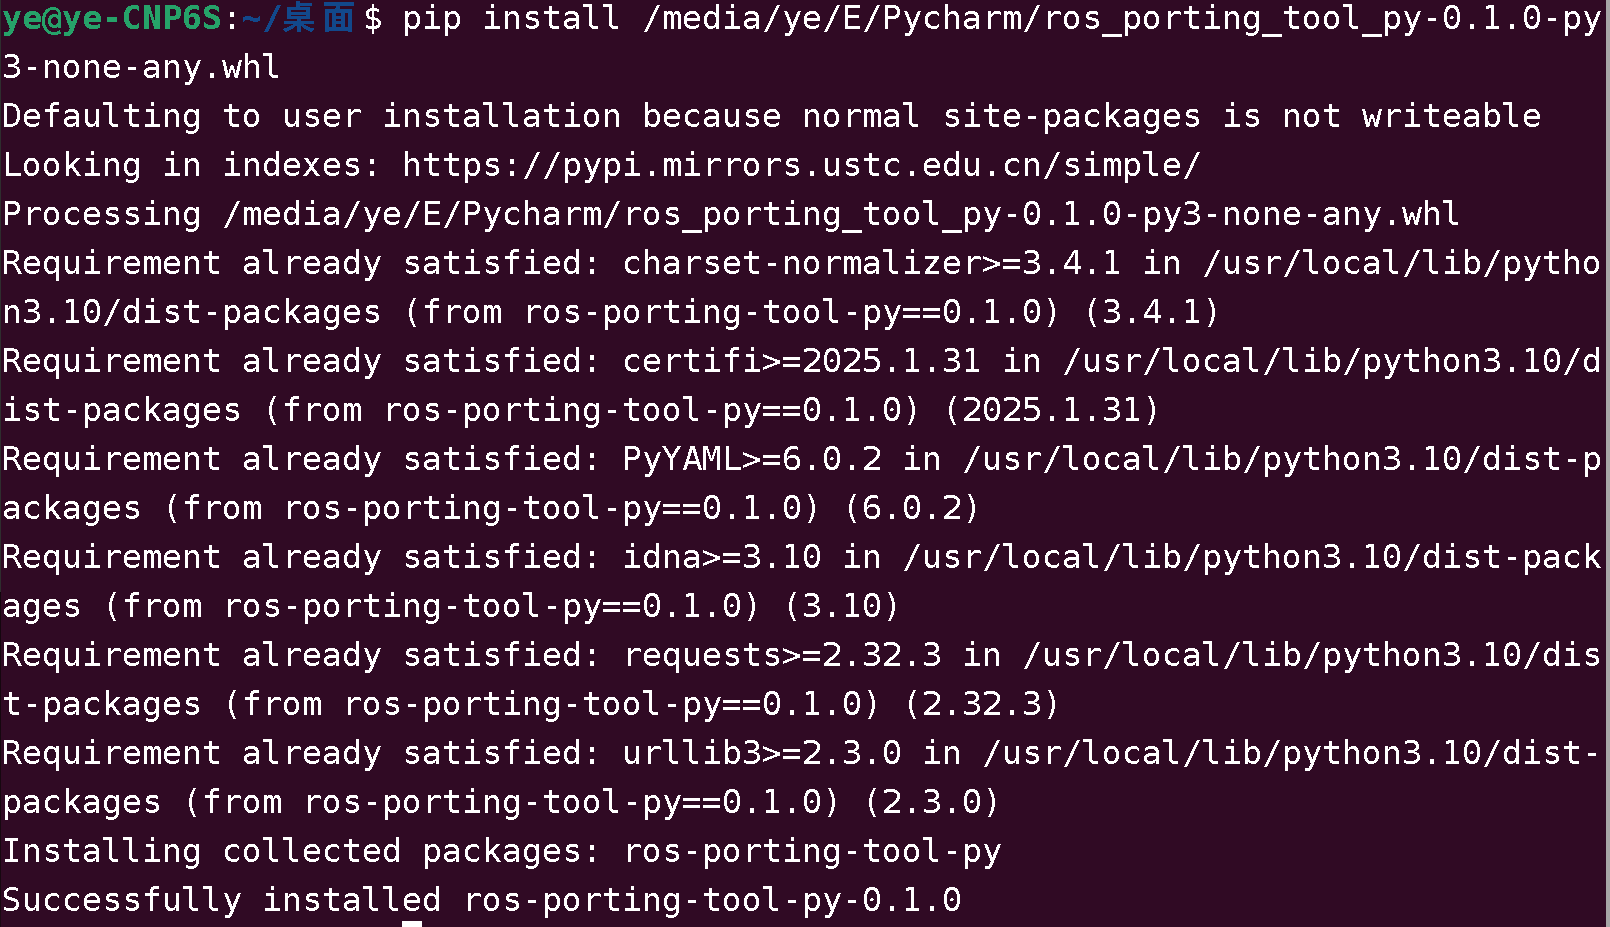 ye@ye-CNP6S:~/桌面$ pip install /media/ye/E/Pycharm/ros_porting_tool_py-0.1.0-py
3-none-any.whl
Defaulting to user installation because normal site-packages is not writeable
Looking in indexes: https://pypi.mirrors.ustc.edu.cn/simple/
Processing /media/ye/E/Pycharm/ros_porting_tool_py-0.1.0-py3-none-any.whl
Requirement already satisfied: charset-normalizer>=3.4.1 in /usr/local/lib/pytho
n3.10/dist-packages (from ros-porting-tool-py==0.1.0) (3.4.1)
Requirement already satisfied: certifi>=2025.1.31 in /usr/local/lib/python3.10/d
ist-packages (from ros-porting-tool-py==0.1.0) (2025.1.31)
Requirement already satisfied: PyYAML>=6.0.2 in /usr/local/lib/python3.10/dist-p
ackages (from ros-porting-tool-py==0.1.0) (6.0.2)
Requirement already satisfied: idna>=3.10 in /usr/local/lib/python3.10/dist-pack
ages (from ros-porting-tool-py==0.1.0) (3.10)
Requirement already satisfied: requests>=2.32.3 in /usr/local/lib/python3.10/dis
t-packages (from ros-porting-tool-py==0.1.0) (2.32.3)
Requirement already satisfied: urllib3>=2.3.0 in /usr/local/lib/python3.10/dist-
packages (from ros-porting-tool-py==0.1.0) (2.3.0)
Installing collected packages: ros-porting-tool-py
Successfully installed ros-porting-tool-py-0.1.0